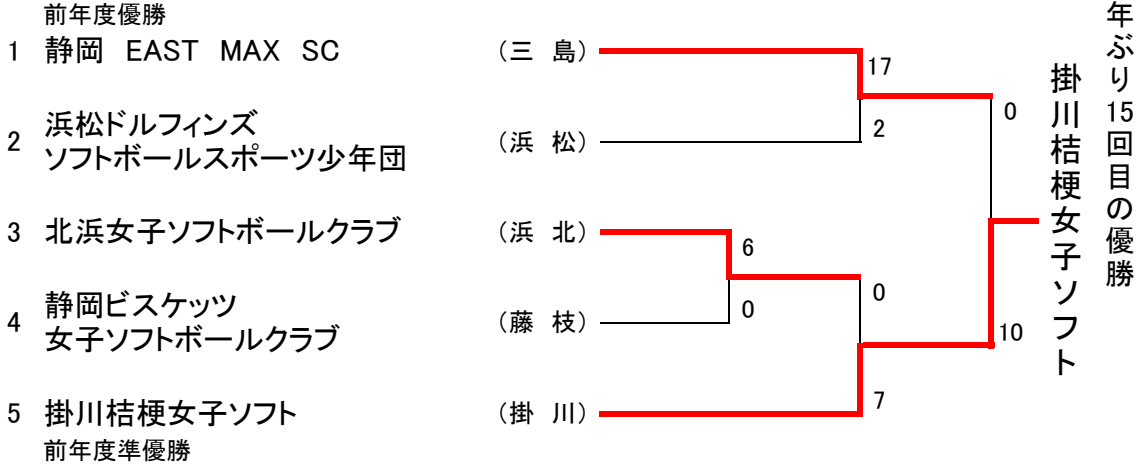 前年度優勝
1 静岡 EAST MAX SC (三 島)
17
2 浜松ドルフィンズ
ソフトボールスポーツ少年団 (浜 松)
2
0
3 北浜女子ソフトボールクラブ (浜 北)
6
4 静岡ビスケッツ
女子ソフトボールクラブ (藤 枝)
0
0
10
5 掛川桔梗女子ソフト (掛 川)
7
前年度準優勝
掛川桔梗女子ソフト
年ぶり15回目の優勝